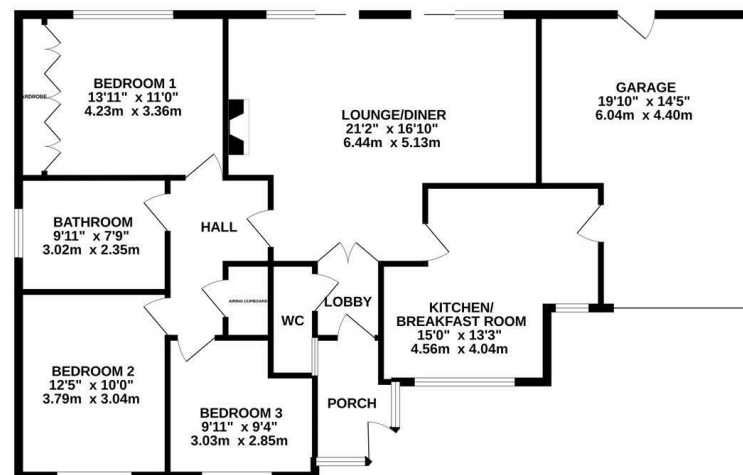 BEDROOM 1
13'11" x 11'0"
4.23m x 3.36m
ARDROBE
LOUNGE/DINER
21'2" x 16'10"
6.44m x 5.13m
GARAGE
19'10" x 14'5"
6.04m x 4.40m
BATHROOM
9'11" x 7'9"
3.02m x 2.35m
HALL
AIRING CUPBOARD
WC
LOBBY
KITCHEN/
BREAKFAST ROOM
15'0" x 13'3"
4.56m x 4.04m
BEDROOM 2
12'5" x 10'0"
3.79m x 3.04m
BEDROOM 3
9'11" x 9'4"
3.03m x 2.85m
PORCH